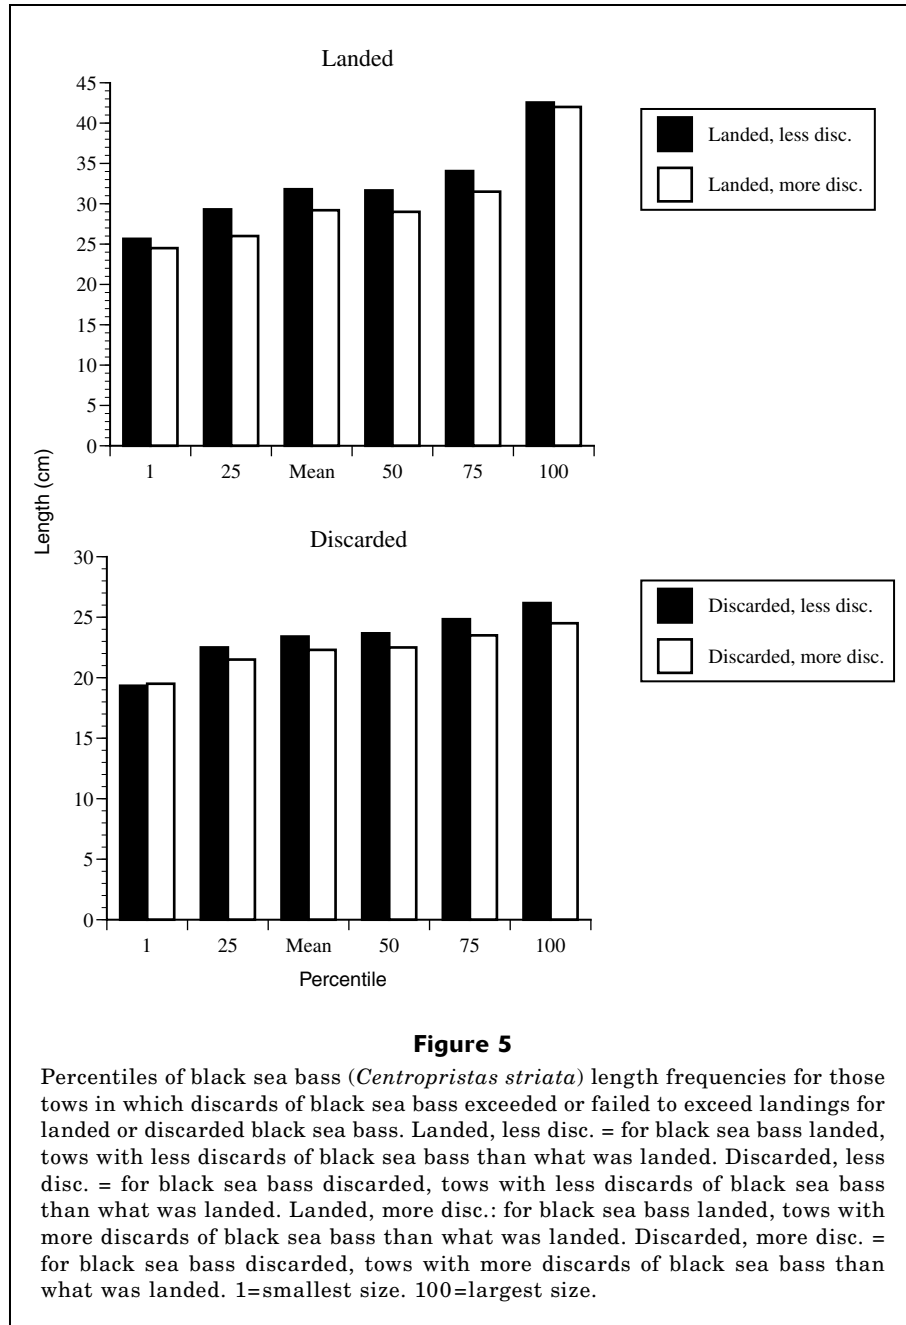 Landed
45
40
35
30
25
20
15
10
5
0
1 25 Mean 50 75 100
Landed, less disc.
Landed, more disc.
Length (cm)
Discarded
30
25
20
15
10
5
0
1 25 Mean 50 75 100
Percentile
Discarded, less disc.
Discarded, more disc.
Figure 5
Percentiles of black sea bass (Centropristas striata) length frequencies for those
tows in which discards of black sea bass exceeded or failed to exceed landings for
landed or discarded black sea bass. Landed, less disc. = for black sea bass landed,
tows with less discards of black sea bass than what was landed. Discarded, less
disc. = for black sea bass discarded, tows with less discards of black sea bass
than what was landed. Landed, more disc.: for black sea bass landed, tows with
more discards of black sea bass than what was landed. Discarded, more disc. =
for black sea bass discarded, tows with more discards of black sea bass than
what was landed. 1=smallest size. 100=largest size.